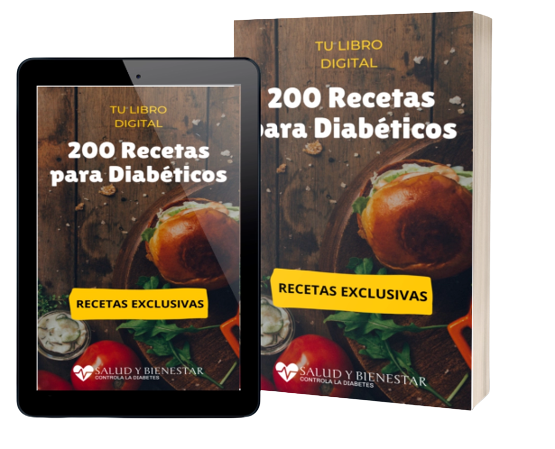 TU LIBRO
DIGITAL
200 Recetas
para Diabéticos
RECETAS EXCLUSIVAS
SALUD Y BIENESTAR
CONTROLA LA DIABETES
TU LIBRO
DIGITAL
200 Recetas
para Diabéticos
RECETAS EXCLUSIVAS
SALUD Y BIENESTAR
CONTROLA LA DIABETES